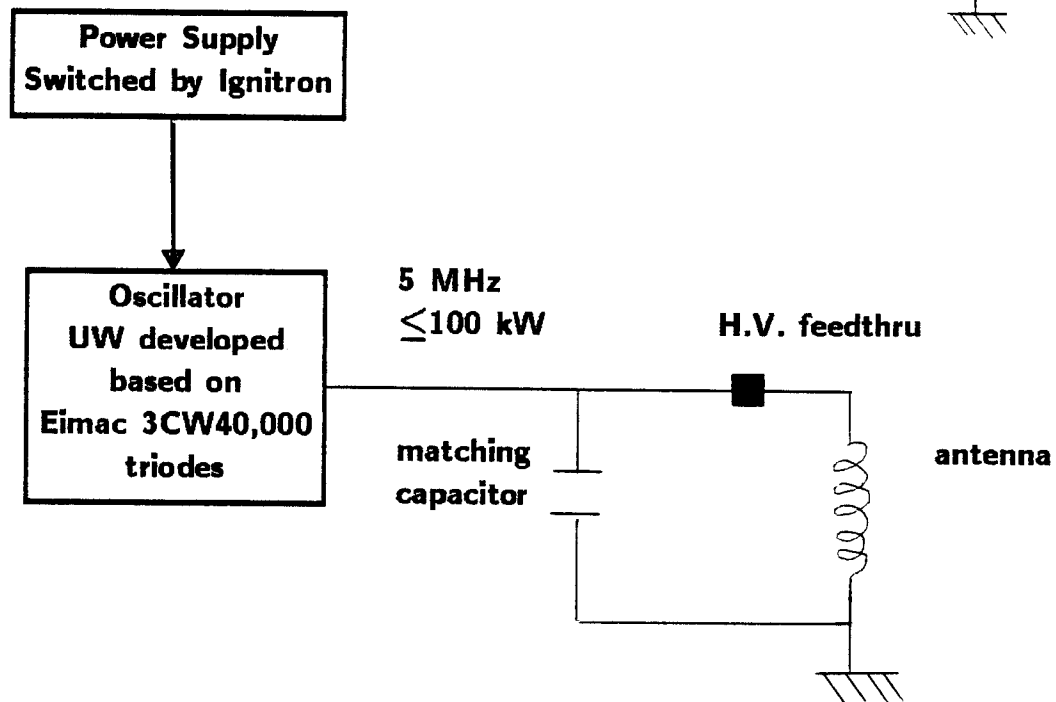 Power Supply
Switched by Ignitron
Oscillator
UW developed
based on
Eimac 3CW40,000
triodes
5 MHz
≤100 kW
H.V. feedthru
matching
capacitor
antenna